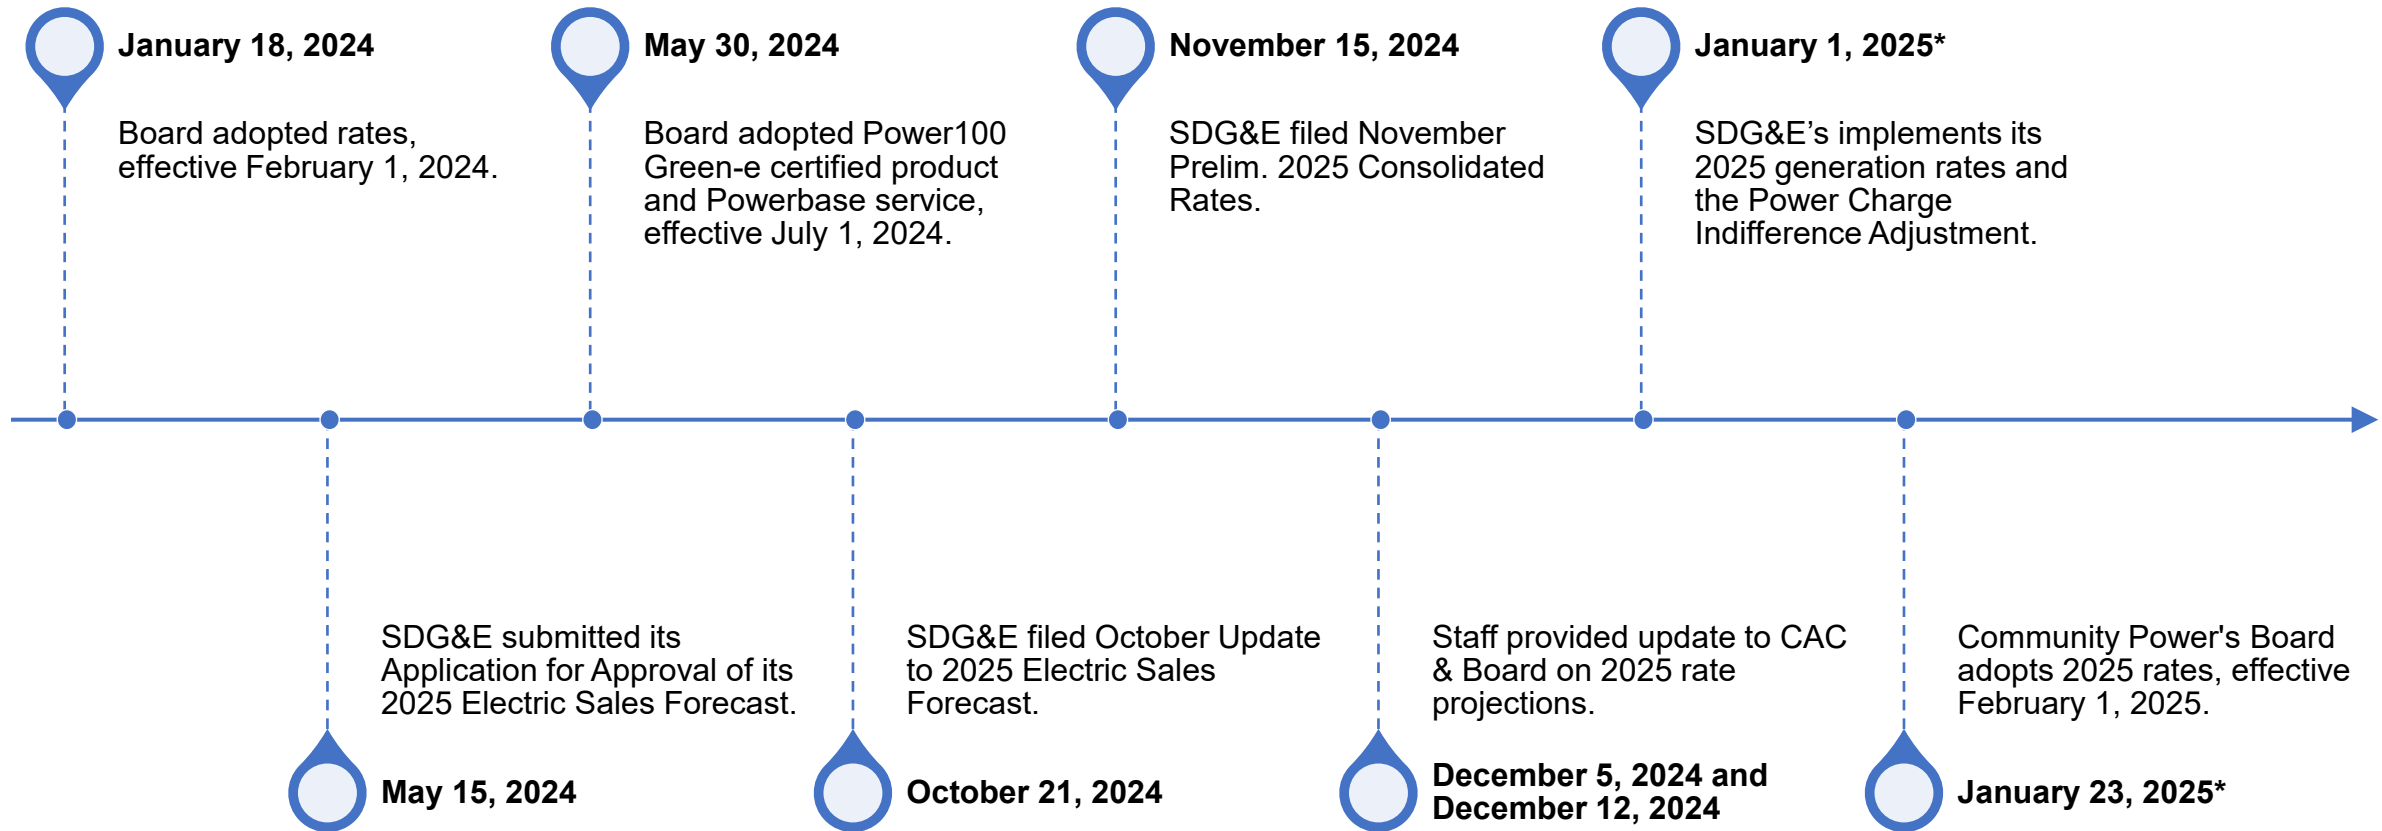 January 18, 2024
Board adopted rates,
effective February 1, 2024.
May 30, 2024
Board adopted Power100
Green-e certified product
and Powerbase service,
effective July 1, 2024.
November 15, 2024
SDG&E filed November
Prelim. 2025 Consolidated
Rates.
January 1, 2025*
SDG&E’s implements its
2025 generation rates and
the Power Charge
Indifference Adjustment.
SDG&E submitted its
Application for Approval of its
2025 Electric Sales Forecast.
May 15, 2024
SDG&E filed October Update
to 2025 Electric Sales
Forecast.
October 21, 2024
Staff provided update to CAC
& Board on 2025 rate
projections.
December 5, 2024 and
December 12, 2024
Community Power's Board
adopts 2025 rates, effective
February 1, 2025.
January 23, 2025*